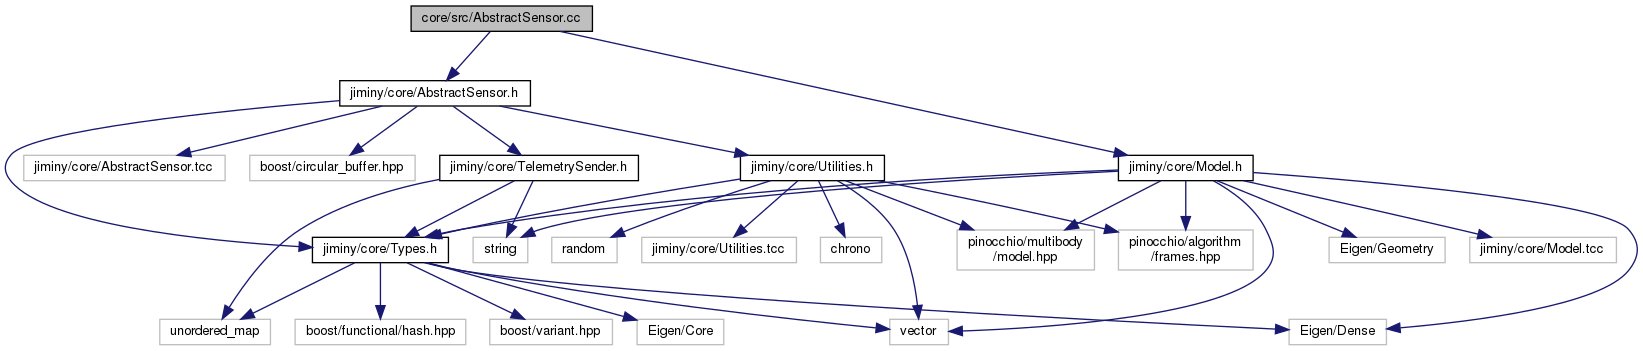 core/src/AbstractSensor.cc
jiminy/core/AbstractSensor.h
jiminy/core/AbstractSensor.tcc
boost/circular_buffer.hpp
jiminy/core/TelemetrySender.h
jiminy/core/Utilities.h
jiminy/core/Model.h
jiminy/core/Types.h
string
random
jiminy/core/Utilities.tcc
chrono
pinocchio/multibody
/model.hpp
pinocchio/algorithm
/frames.hpp
Eigen/Geometry
jiminy/core/Model.tcc
unordered_map
boost/functional/hash.hpp
boost/variant.hpp
Eigen/Core
vector
Eigen/Dense